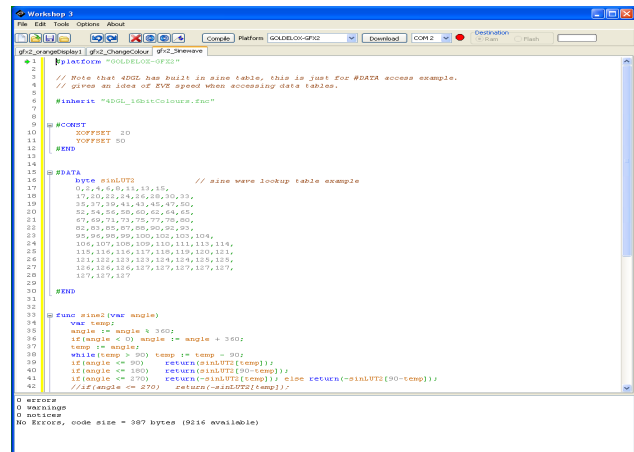 Workshop 3
File Edit Tools Options About
Compile Platform GOLDELOX-GFX2 Download COM 2 Destination Ram Flash
gfx2_orangeDisplay1 gfx2_ChangeColour gfx2_Sinewave
1 #platform "GOLDELOX-GFX2"
2
3 // Note that 4DGL has built in sine table, this is just for #DATA access example.
4 // gives an idea of EVE speed when accessing data tables.
5
6 #inherit "4DGL_16bitColours.fnc"
7
8
9 #CONST
10 XOFFSET 20
11 YOFFSET 50
12 #END
13
14
15 #DATA
16 byte sinLUT2 // sine wave lookup table example
17 0,2,4,6,8,11,13,15,
18 17,20,22,24,26,28,30,33,
19 35,37,39,41,43,45,47,50,
20 52,54,56,58,60,62,64,65,
21 67,69,71,73,75,77,78,80,
22 82,83,85,87,88,90,92,93,
23 95,96,98,99,100,102,103,104,
24 106,107,108,109,110,111,113,114,
25 115,116,116,117,118,119,120,121,
26 121,122,123,123,124,124,125,125,
27 126,126,126,127,127,127,127,127,
28 127,127,127
29
30 #END
31
32
33 func sine2(var angle)
34 var temp;
35 angle := angle % 360;
36 if(angle < 0) angle := angle + 360;
37 temp := angle;
38 while(temp > 90) temp := temp - 90;
39 if(angle <= 90) return(sinLUT2[temp]);
40 if(angle <= 180) return(sinLUT2[90-temp]);
41 if(angle <= 270) return(-sinLUT2[temp]); else return(-sinLUT2[90-temp]);
42 //if(angle <= 270) return(-sinLUT2[temp]);
0 errors
0 warnings
0 notices
No Errors, code size = 387 bytes (9216 available)